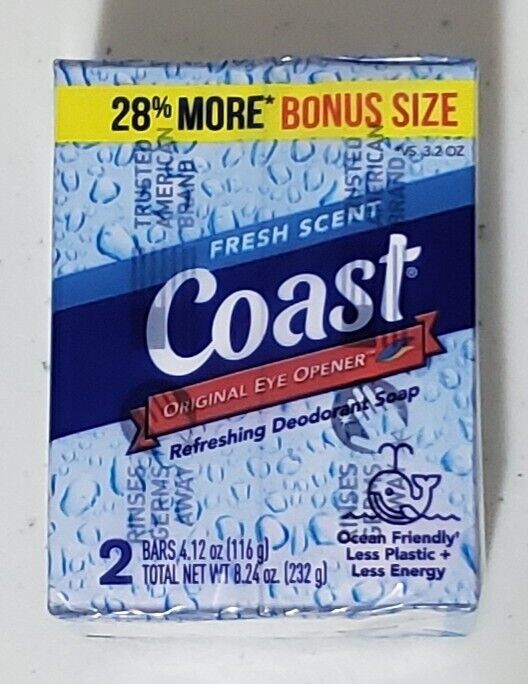 28% MORE* BONUS SIZE
*VS. 3.2 OZ
TRUSTED
AMERICAN
BRAND
TRUSTED
AMERICAN
BRAND
FRESH SCENT
Coast®
ORIGINAL EYE OPENER™
Refreshing Deodorant Soap
RINSES
GERMS
AWAY
RINSES
GERMS
AWAY
2 BARS 4.12 oz (116 g)
TOTAL NET WT 8.24 oz. (232 g)
Ocean Friendly†
Less Plastic +
Less Energy